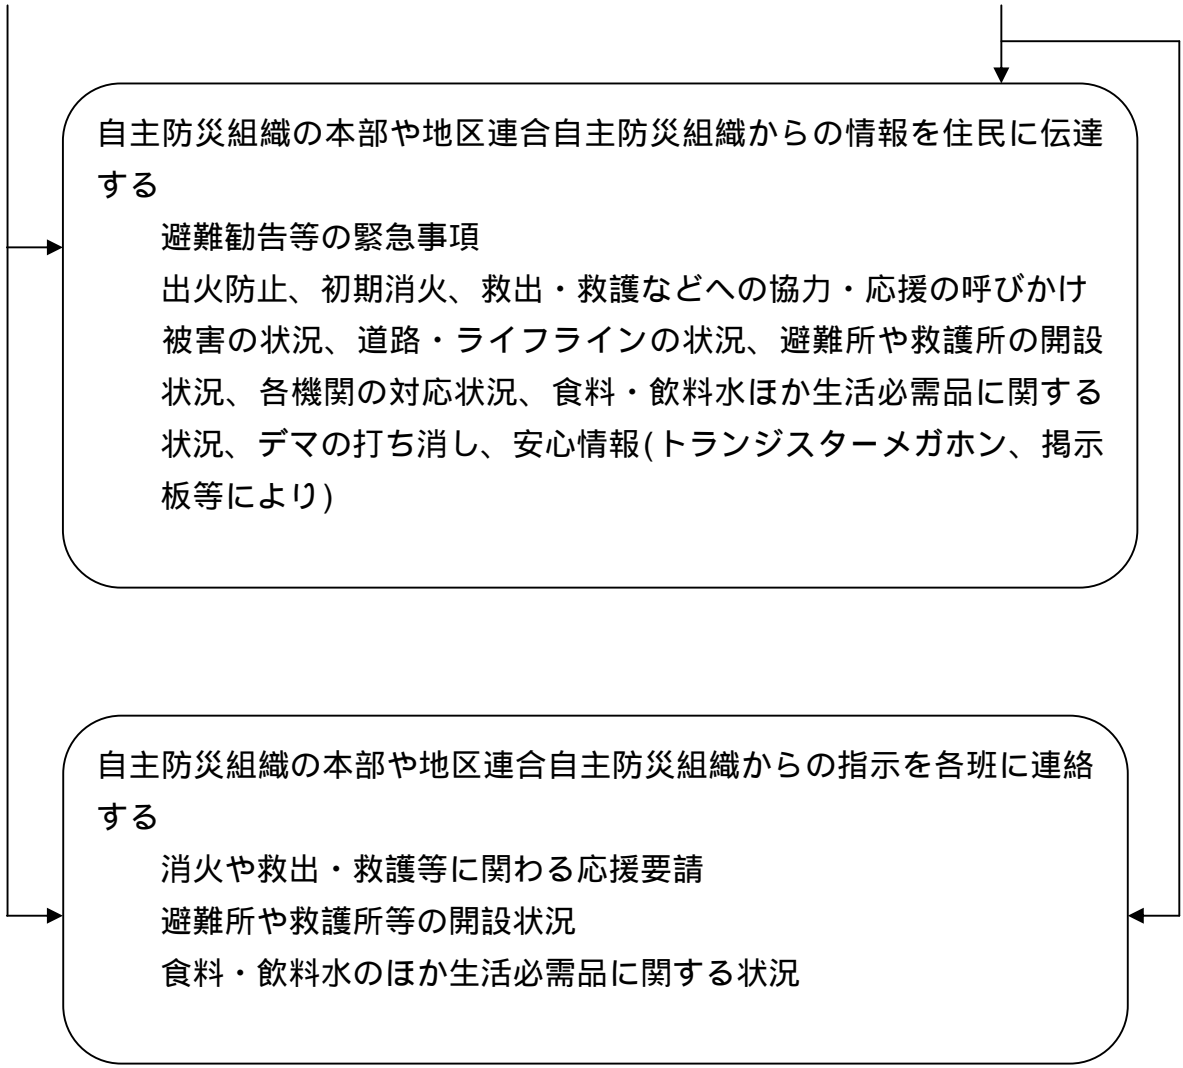 自主防災組織の本部や地区連合自主防災組織からの情報を住民に伝達
する
避難勧告等の緊急事項
出火防止、初期消火、救出・救護などへの協力・応援の呼びかけ
被害の状況、道路・ライフラインの状況、避難所や救護所の開設
状況、各機関の対応状況、食料・飲料水ほか生活必需品に関する
状況、デマの打ち消し、安心情報(トランジスターメガホン、掲示
板等により)
自主防災組織の本部や地区連合自主防災組織からの指示を各班に連絡
する
消火や救出・救護等に関わる応援要請
避難所や救護所等の開設状況
食料・飲料水のほか生活必需品に関する状況